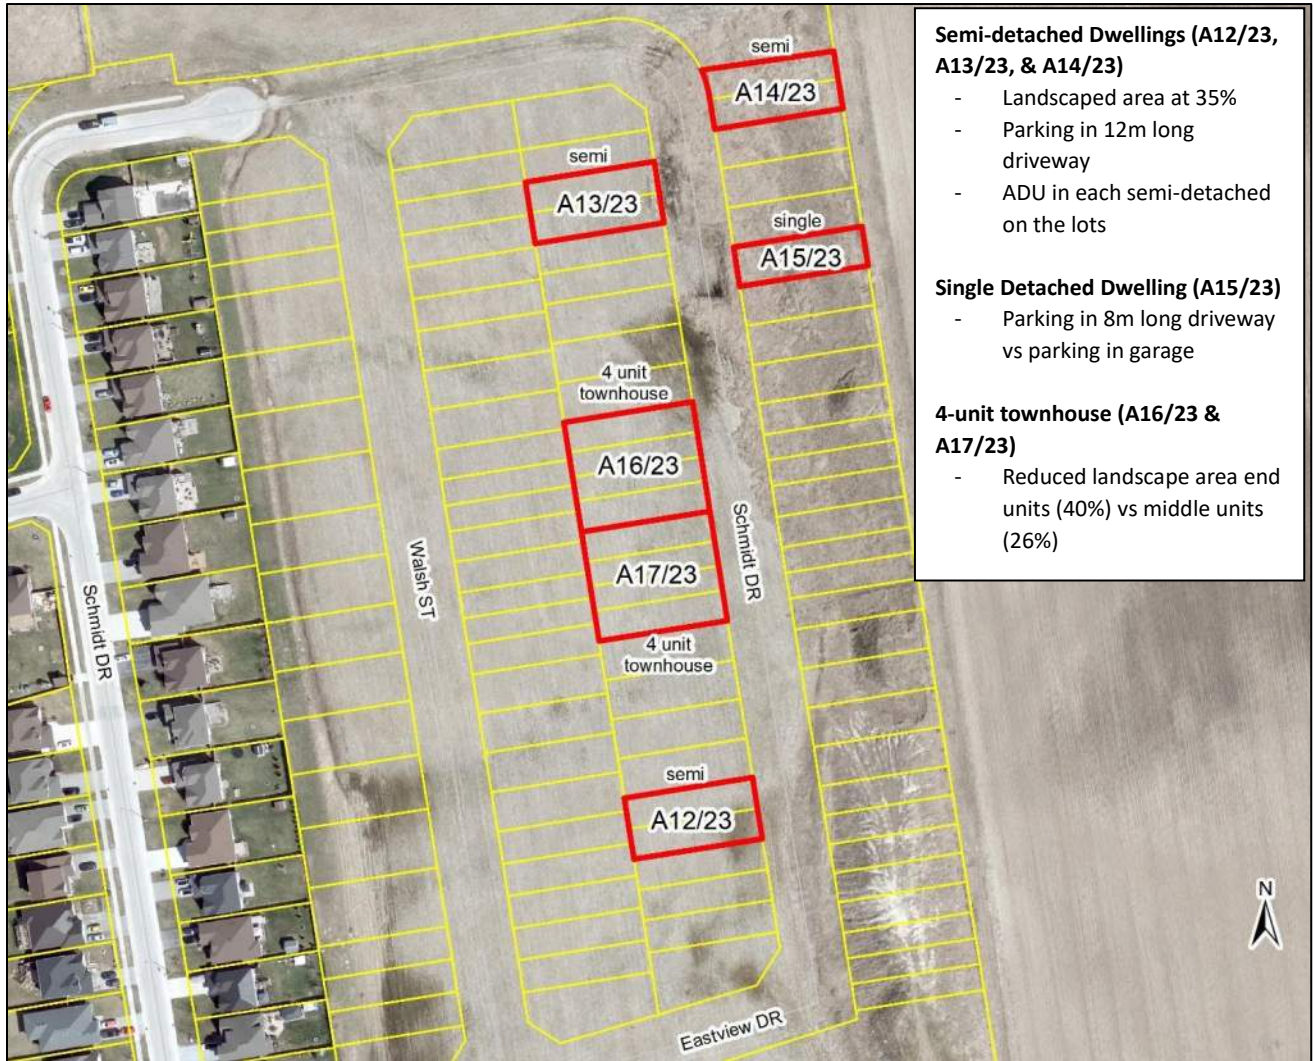 Semi-detached Dwellings (A12/23,
A13/23, & A14/23)
- Landscaped area at 35%
- Parking in 12m long
driveway
- ADU in each semi-detached
on the lots
Single Detached Dwelling (A15/23)
- Parking in 8m long driveway
vs parking in garage
4-unit townhouse (A16/23 &
A17/23)
- Reduced landscape area end
units (40%) vs middle units
(26%)
semi
A14/23
semi
A13/23
single
A15/23
4 unit
townhouse
A16/23
A17/23
4 unit
townhouse
Schmidt DR
Walsh ST
Schmidt DR
semi
A12/23
Eastview DR
N